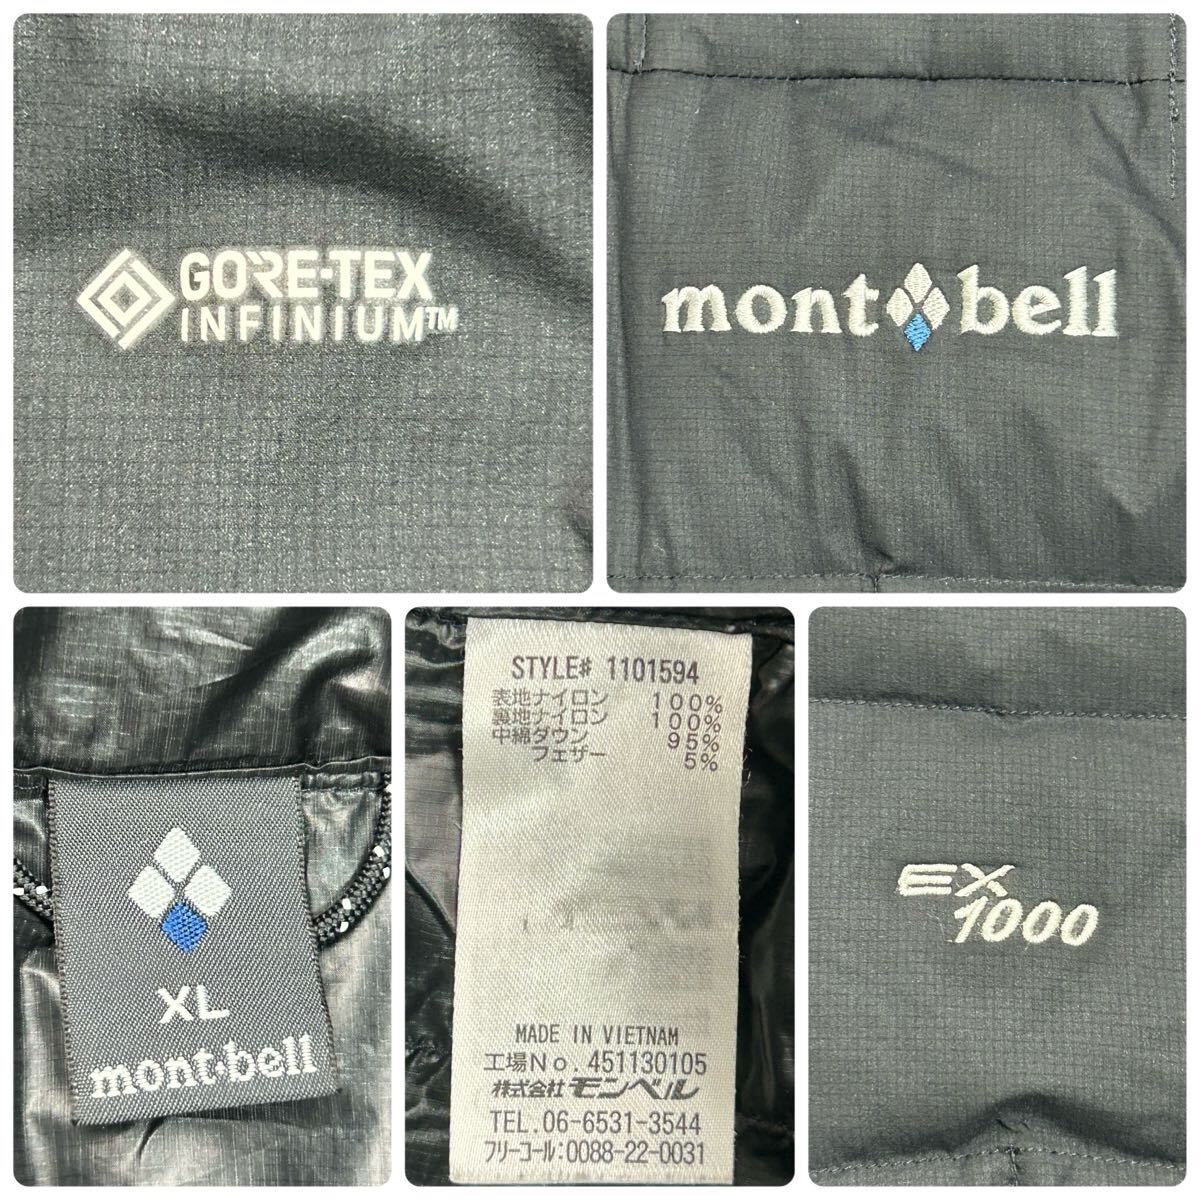 GORE-TEX
INFINIUM™
mont bell
XL
mont·bell
STYLE# 1101594
表地ナイロン 100%
裏地ナイロン 100%
中綿ダウン 95%
フェザー 5%
MADE IN VIETNAM
工場No.451130105
株式会社 モンベル
TEL.06-6531-3544
フリーコール:0088-22-0031
EX
1000